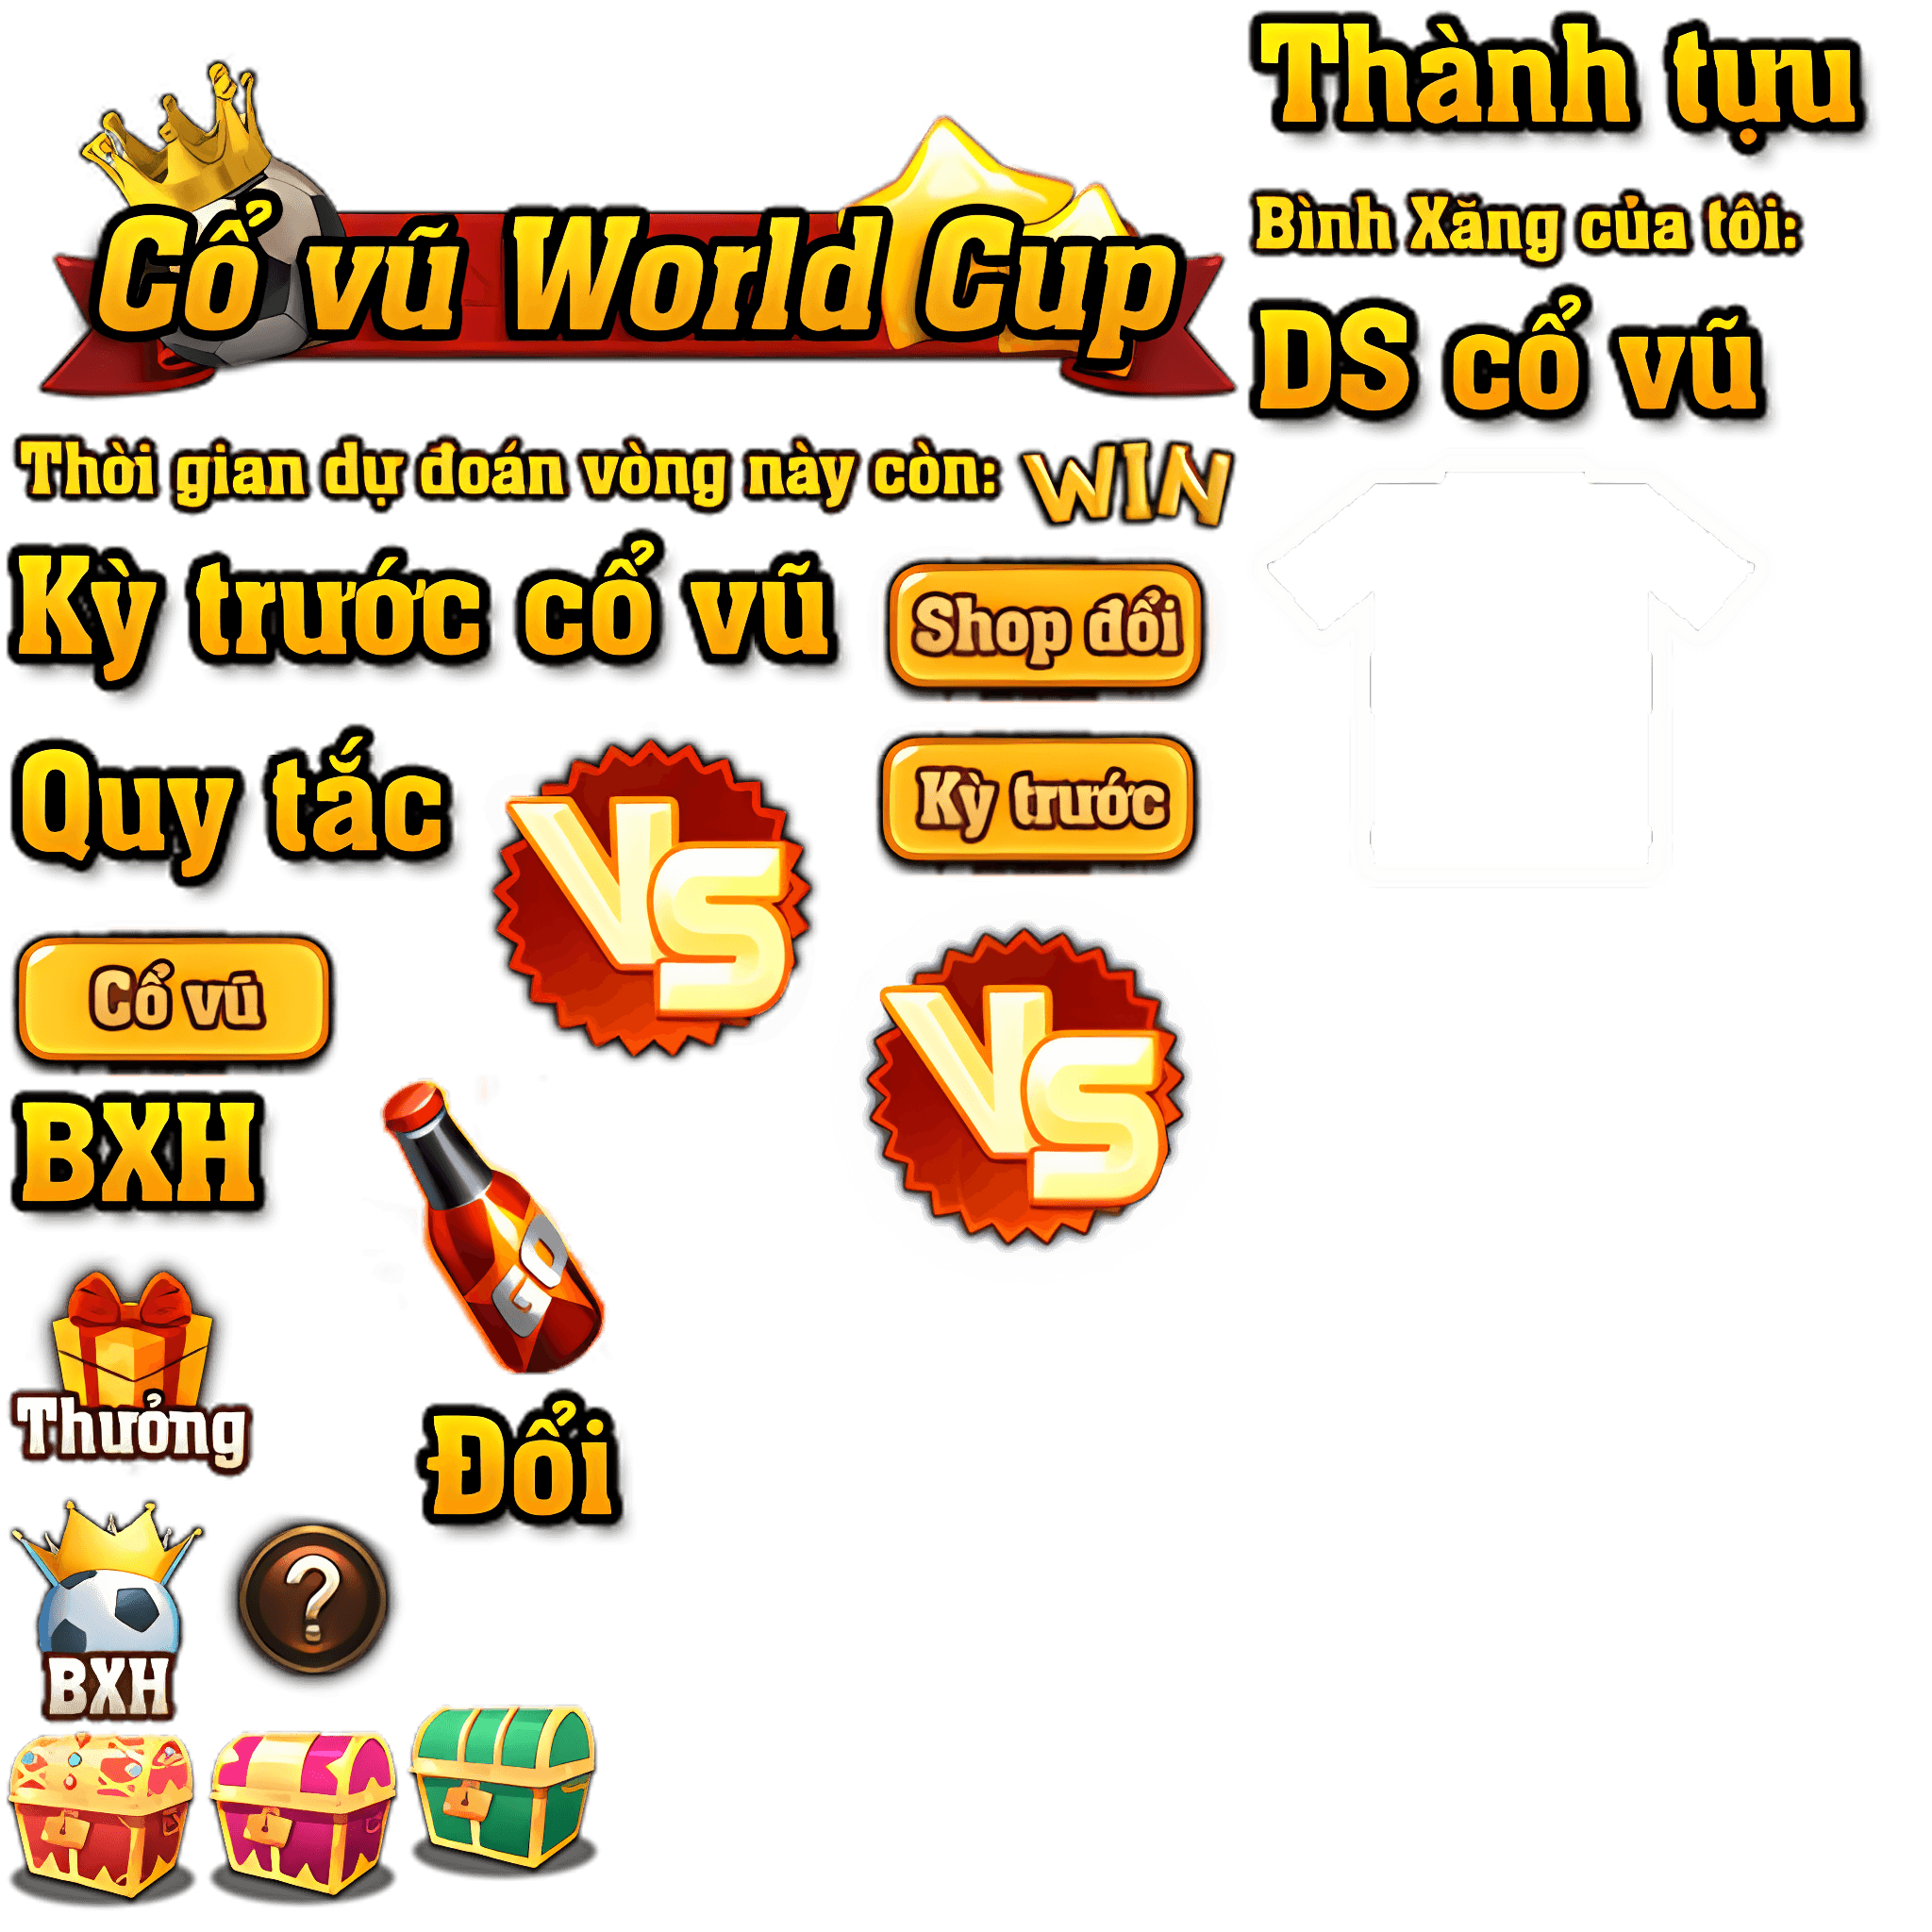 Thành tựu
Cổ vũ World Cup
Bình Xăng của tôi:
DS cổ vũ
Thời gian dự đoán vòng này còn:
WIN
Kỳ trước cổ vũ
Shop đổi
Quy tắc
Kỳ trước
VS
Cổ vũ
VS
BXH
GO
Thưởng
Đổi
?
BXH